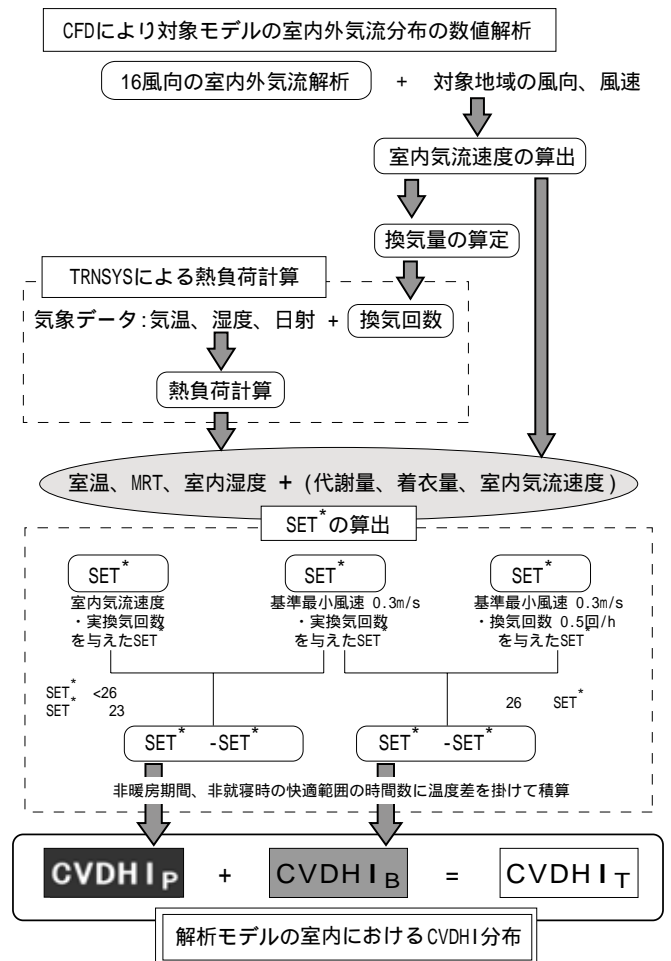 CFDにより対象モデルの室内外気流分布の数値解析
16風向の室内外気流解析 + 対象地域の風向、風速
室内気流速度の算出
換気量の算定
TRNSYSによる熱負荷計算
気象データ:気温、湿度、日射 + 換気回数
熱負荷計算
室温、MRT、室内湿度 + (代謝量、着衣量、室内気流速度)
SET*の算出
SET* SET* SET*
室内気流速度 基準最小風速 0.3m/s 基準最小風速 0.3m/s
・実換気回数 ・実換気回数 ・換気回数 0.5回/h
を与えたSET* を与えたSET* を与えたSET*
SET* <26
SET* 23
26 SET*
SET* -SET* SET* -SET*
非暖房期間、非就寝時の快適範囲の時間数に温度差を掛けて積算
CVDHIP + CVDHIB = CVDHIT
解析モデルの室内におけるCVDHI分布